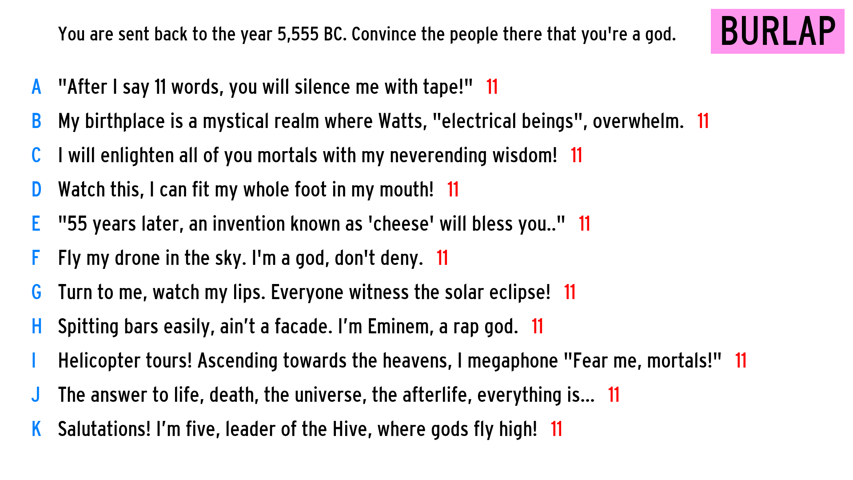 You are sent back to the year 5,555 BC. Convince the people there that you're a god.
BURLAP
A "After I say 11 words, you will silence me with tape!" 11
B My birthplace is a mystical realm where Watts, "electrical beings", overwhelm. 11
C I will enlighten all of you mortals with my neverending wisdom! 11
D Watch this, I can fit my whole foot in my mouth! 11
E "55 years later, an invention known as 'cheese' will bless you.." 11
F Fly my drone in the sky. I'm a god, don't deny. 11
G Turn to me, watch my lips. Everyone witness the solar eclipse! 11
H Spitting bars easily, ain’t a facade. I’m Eminem, a rap god. 11
I Helicopter tours! Ascending towards the heavens, I megaphone "Fear me, mortals!" 11
J The answer to life, death, the universe, the afterlife, everything is... 11
K Salutations! I’m five, leader of the Hive, where gods fly high! 11